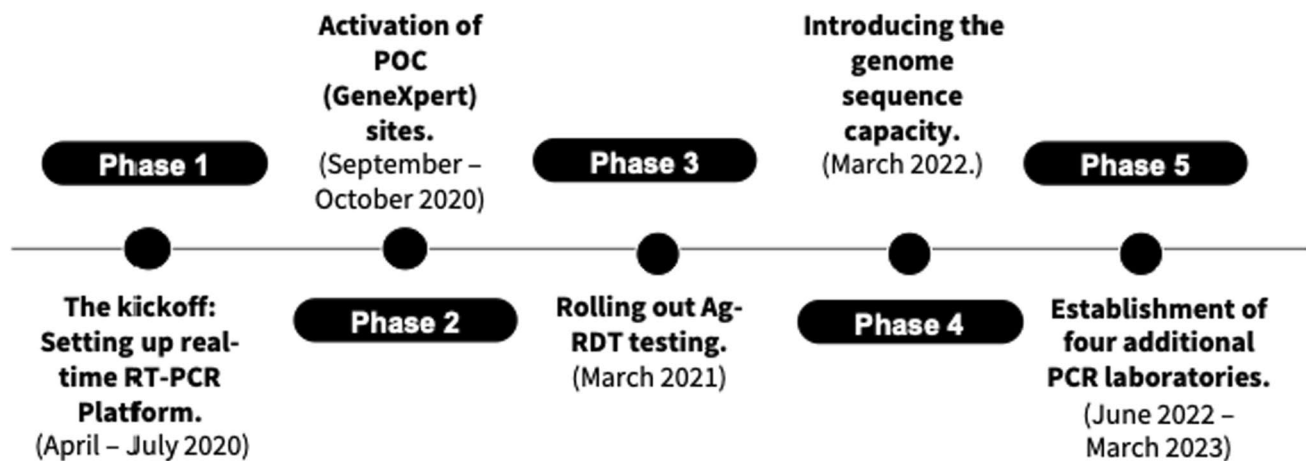 Phase 1
The kickoff:
Setting up real-
time RT-PCR
Platform.
(April – July 2020)
Activation of
POC
(GeneXpert)
sites.
(September –
October 2020)
Phase 2
Phase 3
Rolling out Ag-
RDT testing.
(March 2021)
Introducing the
genome
sequence
capacity.
(March 2022.)
Phase 4
Phase 5
Establishment of
four additional
PCR laboratories.
(June 2022 –
March 2023)